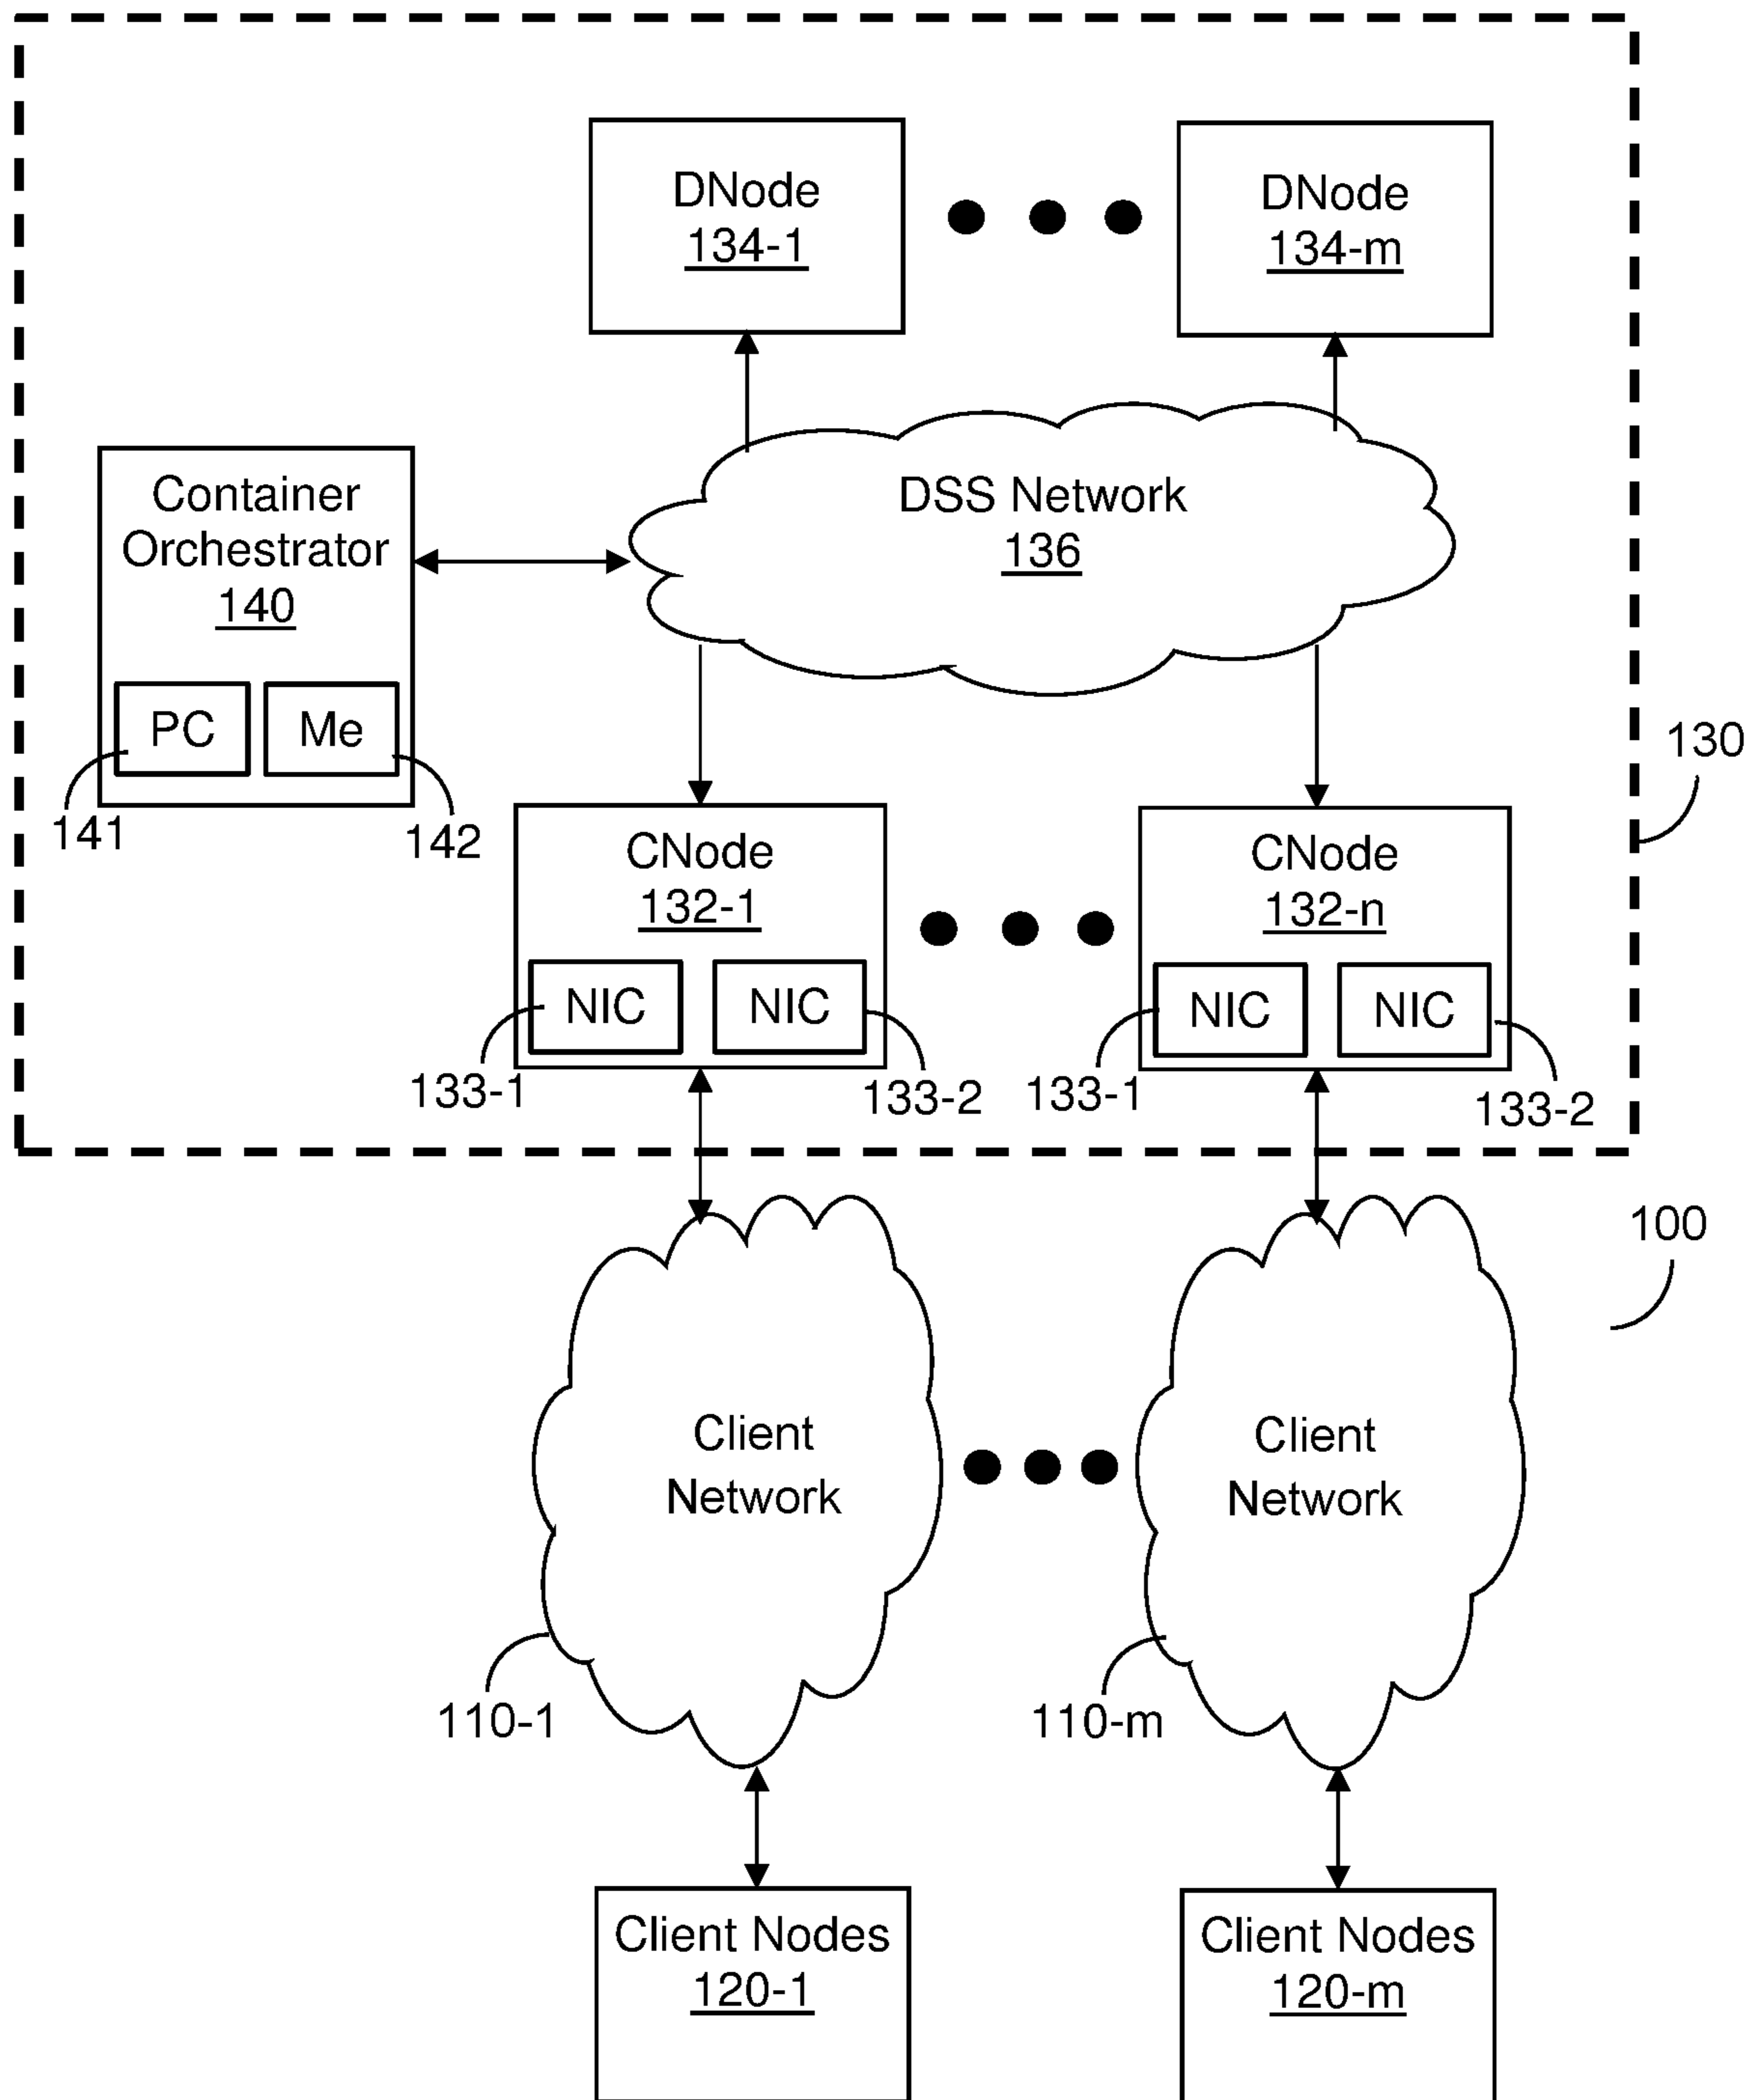 DNode
134-1
DNode
134-m
DSS Network
136
Container
Orchestrator
140
PC
Me
141
142
130
CNode
132-1
NIC
NIC
133-1
133-2
CNode
132-n
NIC
NIC
133-1
133-2
100
Client
Network
110-1
Client
Network
110-m
Client Nodes
120-1
Client Nodes
120-m